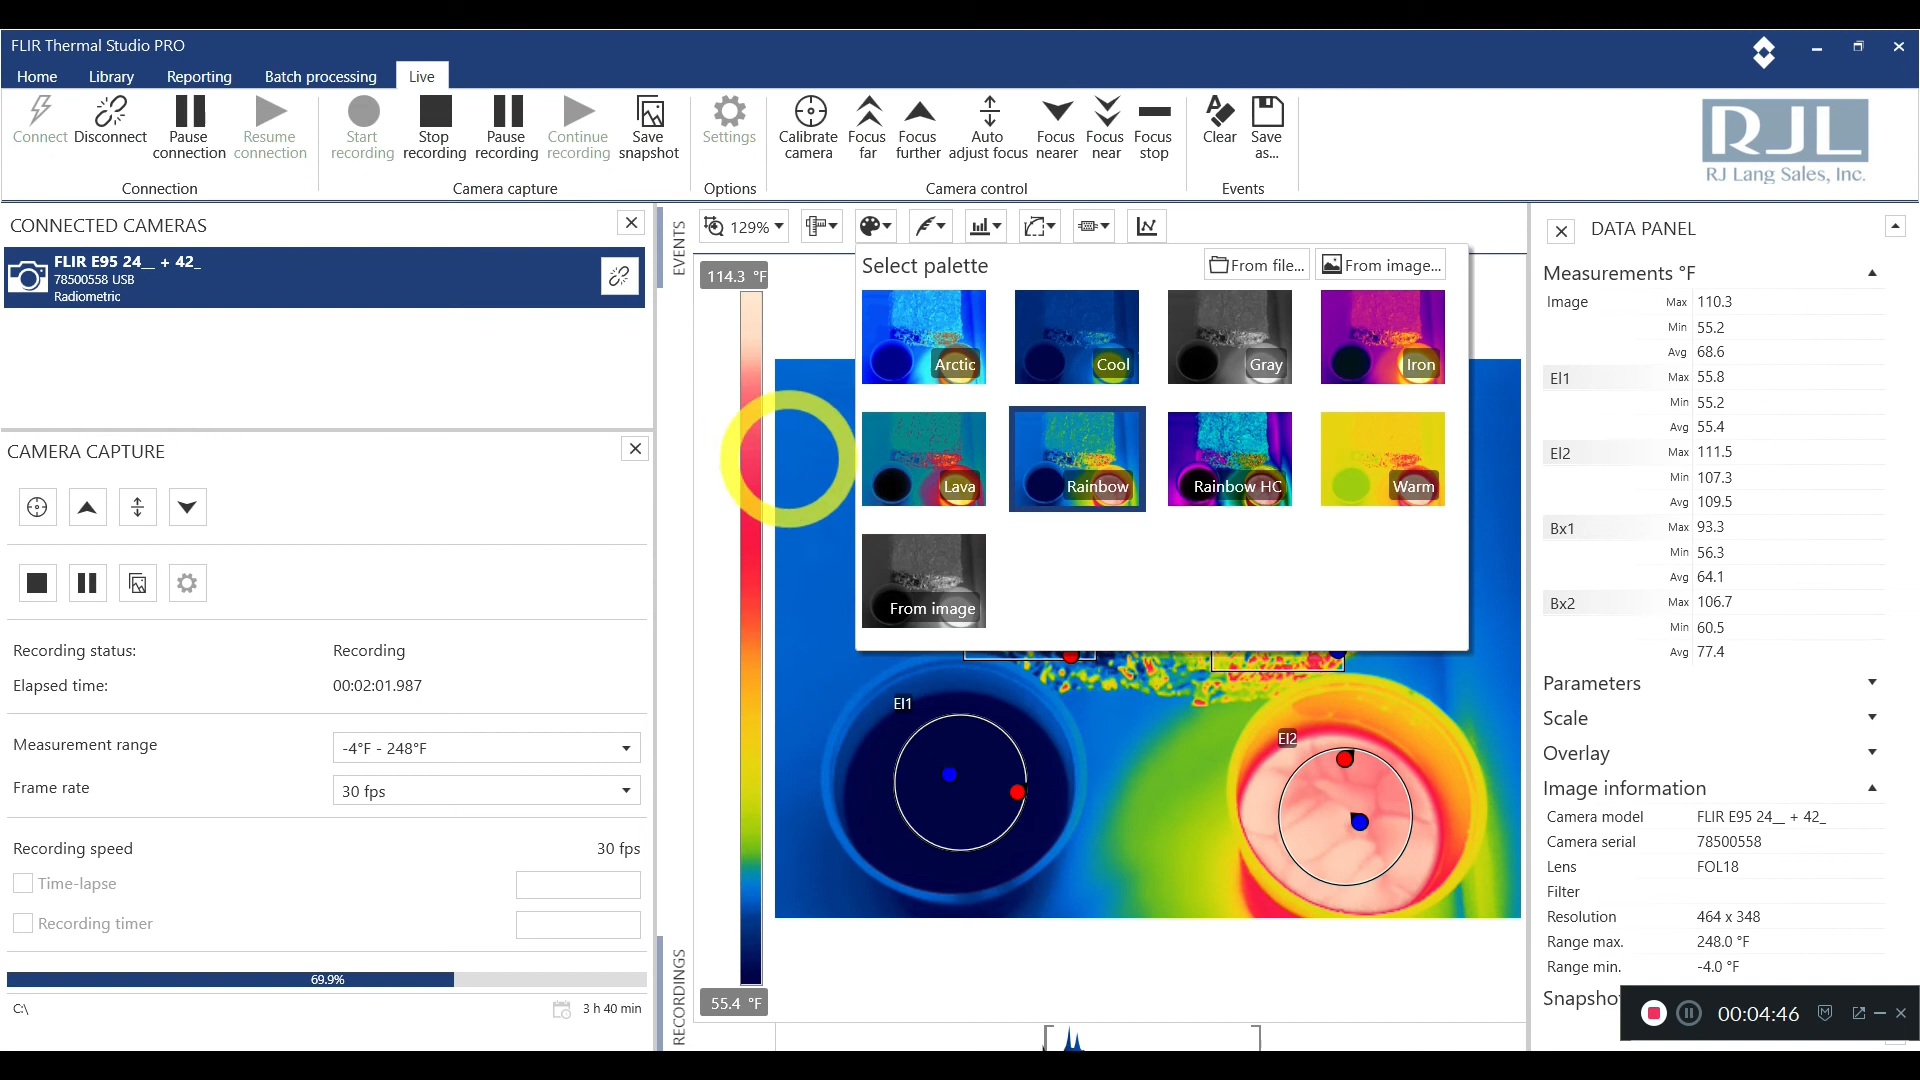 FLIR Thermal Studio PRO
Home Library Reporting Batch processing Live
Connect Disconnect Pause connection Resume connection Start recording Stop recording Pause recording Continue recording Save snapshot Settings Calibrate camera Focus far Focus further Auto adjust focus Focus nearer Focus near Focus stop Clear Save as...
Connection Camera capture Options Camera control Events
RJL
RJ Lang Sales, Inc.
CONNECTED CAMERAS
FLIR E95 24__ + 42_
78500558 USB
Radiometric
CAMERA CAPTURE
Recording status: Recording
Elapsed time: 00:02:01.987
Measurement range -4°F - 248°F
Frame rate 30 fps
Recording speed 30 fps
Time-lapse
Recording timer
69.9%
C:\ 3 h 40 min
EVENTS
RECORDINGS
129%
114.3 °F
55.4 °F
Select palette From file... From image...
Arctic Cool Gray Iron
Lava Rainbow Rainbow HC Warm
From image
El1
El2
DATA PANEL
Measurements °F
Image Max 110.3
Min 55.2
Avg 68.6
El1 Max 55.8
Min 55.2
Avg 55.4
El2 Max 111.5
Min 107.3
Avg 109.5
Bx1 Max 93.3
Min 56.3
Avg 64.1
Bx2 Max 106.7
Min 60.5
Avg 77.4
Parameters
Scale
Overlay
Image information
Camera model FLIR E95 24__ + 42_
Camera serial 78500558
Lens FOL18
Filter
Resolution 464 x 348
Range max. 248.0 °F
Range min. -4.0 °F
Snapsho
00:04:46